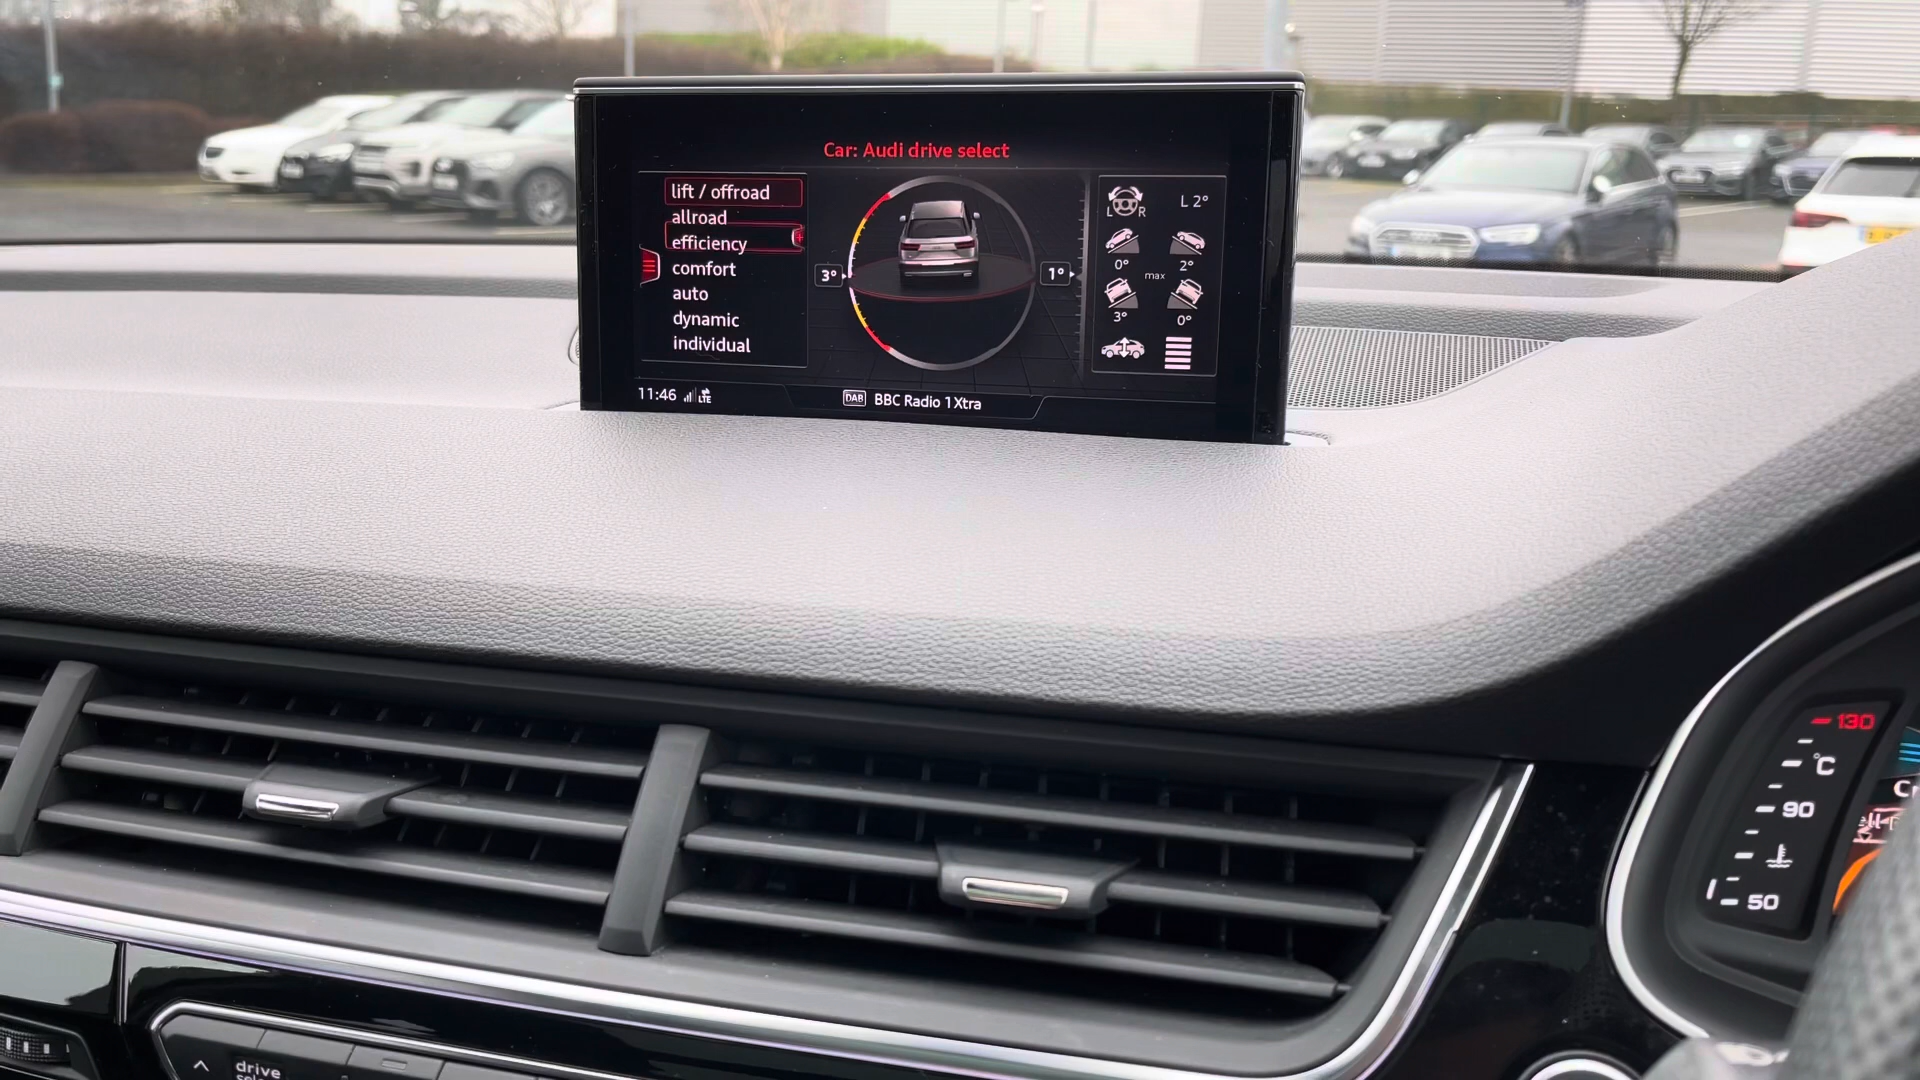 Car: Audi drive select
lift / offroad
allroad
efficiency
comfort
auto
dynamic
individual
3°
1°
L R
L 2°
0°
max
2°
3°
0°
11:46
LTE
DAB
BBC Radio 1Xtra
130
°C
90
50
drive